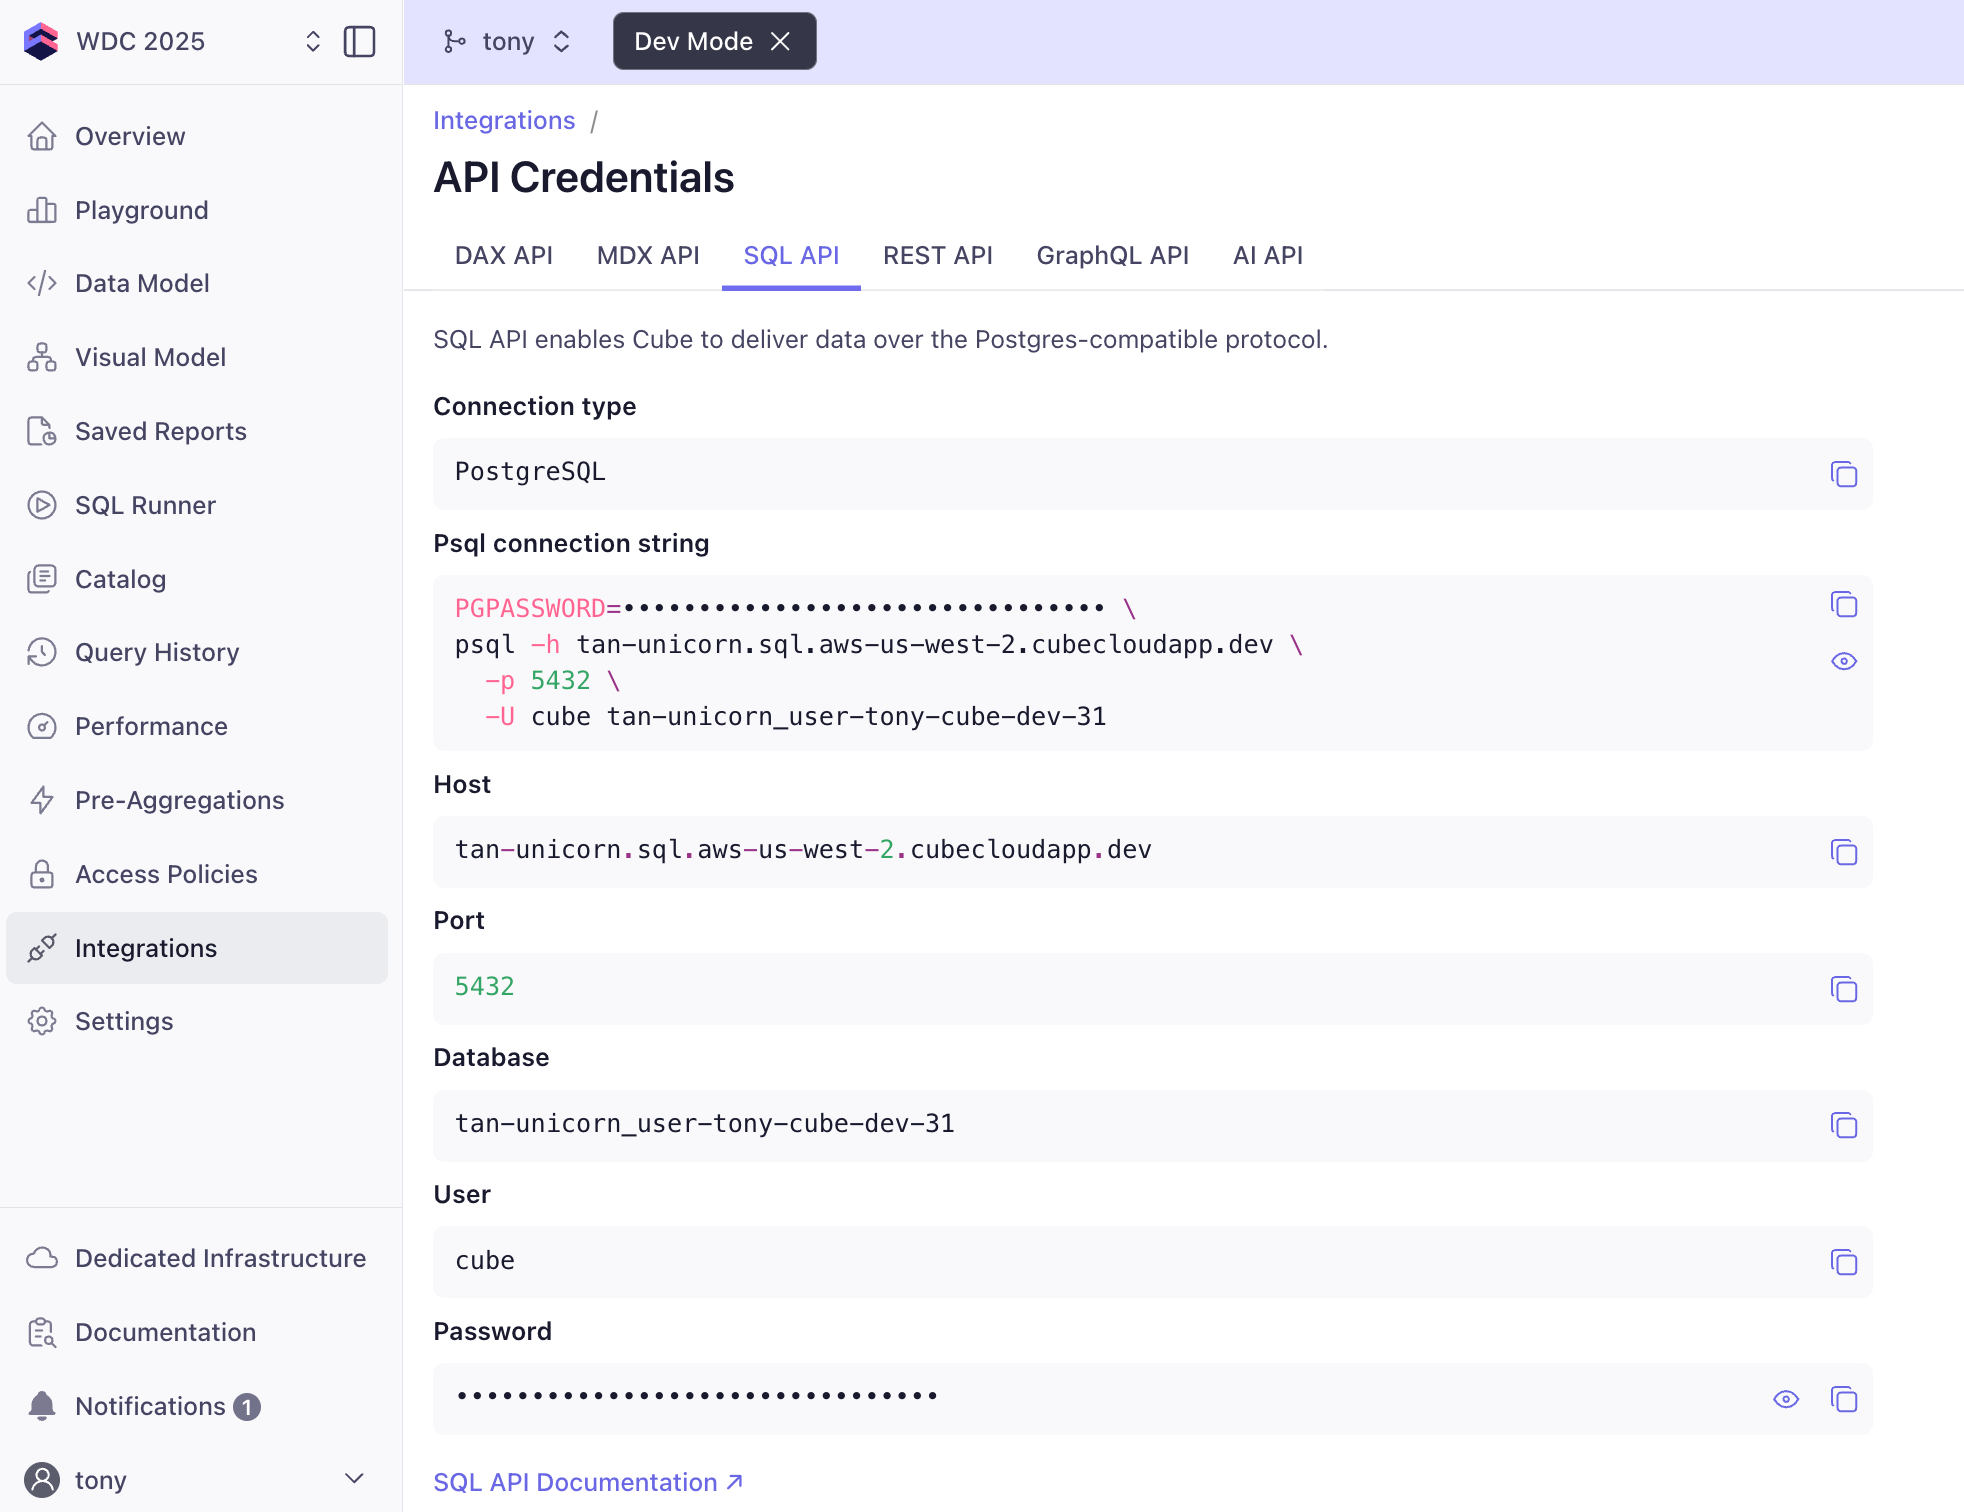 WDC 2025
tony
Dev Mode
Overview
Playground
Data Model
Visual Model
Saved Reports
SQL Runner
Catalog
Query History
Performance
Pre-Aggregations
Access Policies
Integrations
Settings
Dedicated Infrastructure
Documentation
Notifications 1
tony
Integrations /
API Credentials
DAX API MDX API SQL API REST API GraphQL API AI API
SQL API enables Cube to deliver data over the Postgres-compatible protocol.
Connection type
PostgreSQL
Psql connection string
PGPASSWORD=•••••••••••••••••••••••••••••••• \
psql -h tan-unicorn.sql.aws-us-west-2.cubecloudapp.dev \
-p 5432 \
-U cube tan-unicorn_user-tony-cube-dev-31
Host
tan-unicorn.sql.aws-us-west-2.cubecloudapp.dev
Port
5432
Database
tan-unicorn_user-tony-cube-dev-31
User
cube
Password
••••••••••••••••••••••••••••••••
SQL API Documentation ↗